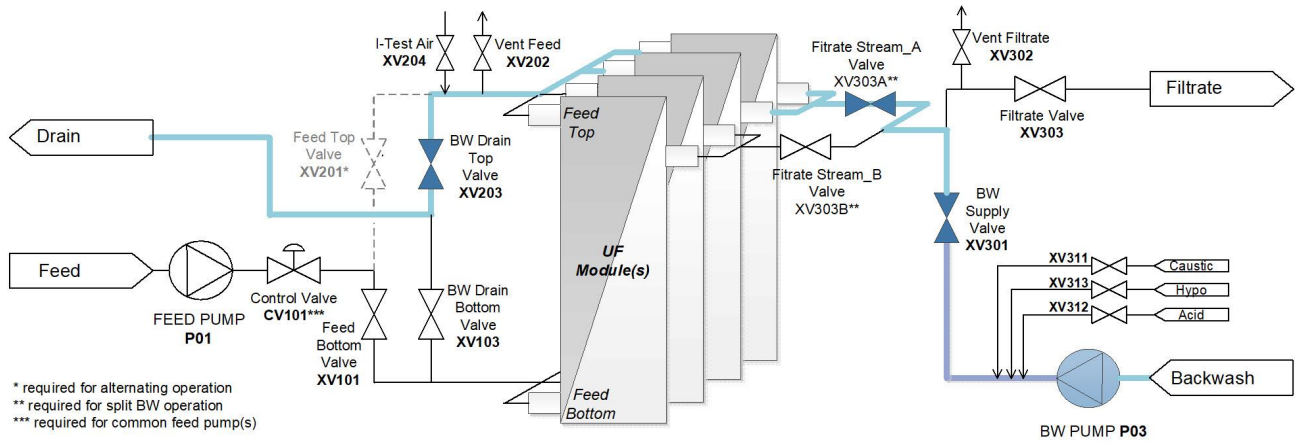 I-Test Air
XV204
Vent Feed
XV202
Fitrate Stream_A
Valve
XV303A**
Vent Filtrate
XV302
Filtrate
Filtrate Valve
XV303
Drain
Feed Top
Valve
XV201*
BW Drain
Top
Valve
XV203
Feed
Top
Fitrate Stream_B
Valve
XV303B**
BW
Supply
Valve
XV301
UF
Module(s)
Feed
Control Valve
CV101***
FEED PUMP
P01
Feed
Bottom
Valve
XV101
BW Drain
Bottom
Valve
XV103
XV311
Caustic
XV313
Hypo
XV312
Acid
Feed
Bottom
Backwash
BW PUMP P03
* required for alternating operation
** required for split BW operation
*** required for common feed pump(s)